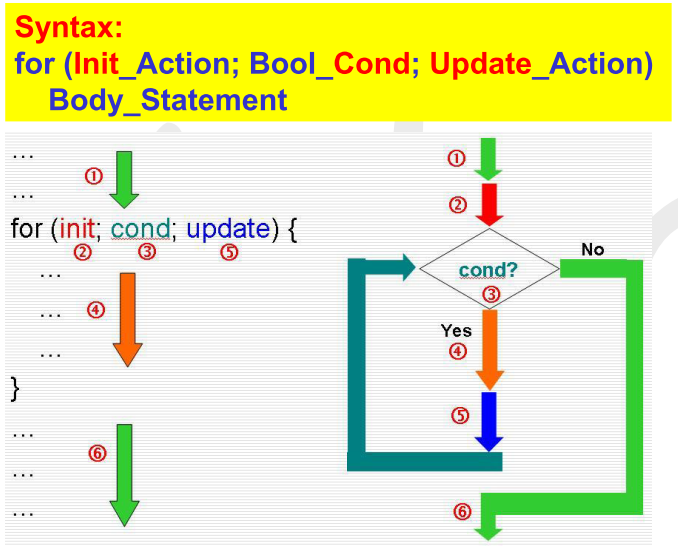 Syntax:
for (Init_Action; Bool_Cond; Update_Action)
Body_Statement
...
①
...
for (init; cond; update) {
② ③ ⑤
...
④
...
...
}
...
⑥
...
...
①
②
cond?
③
No
Yes
④
⑤
⑥